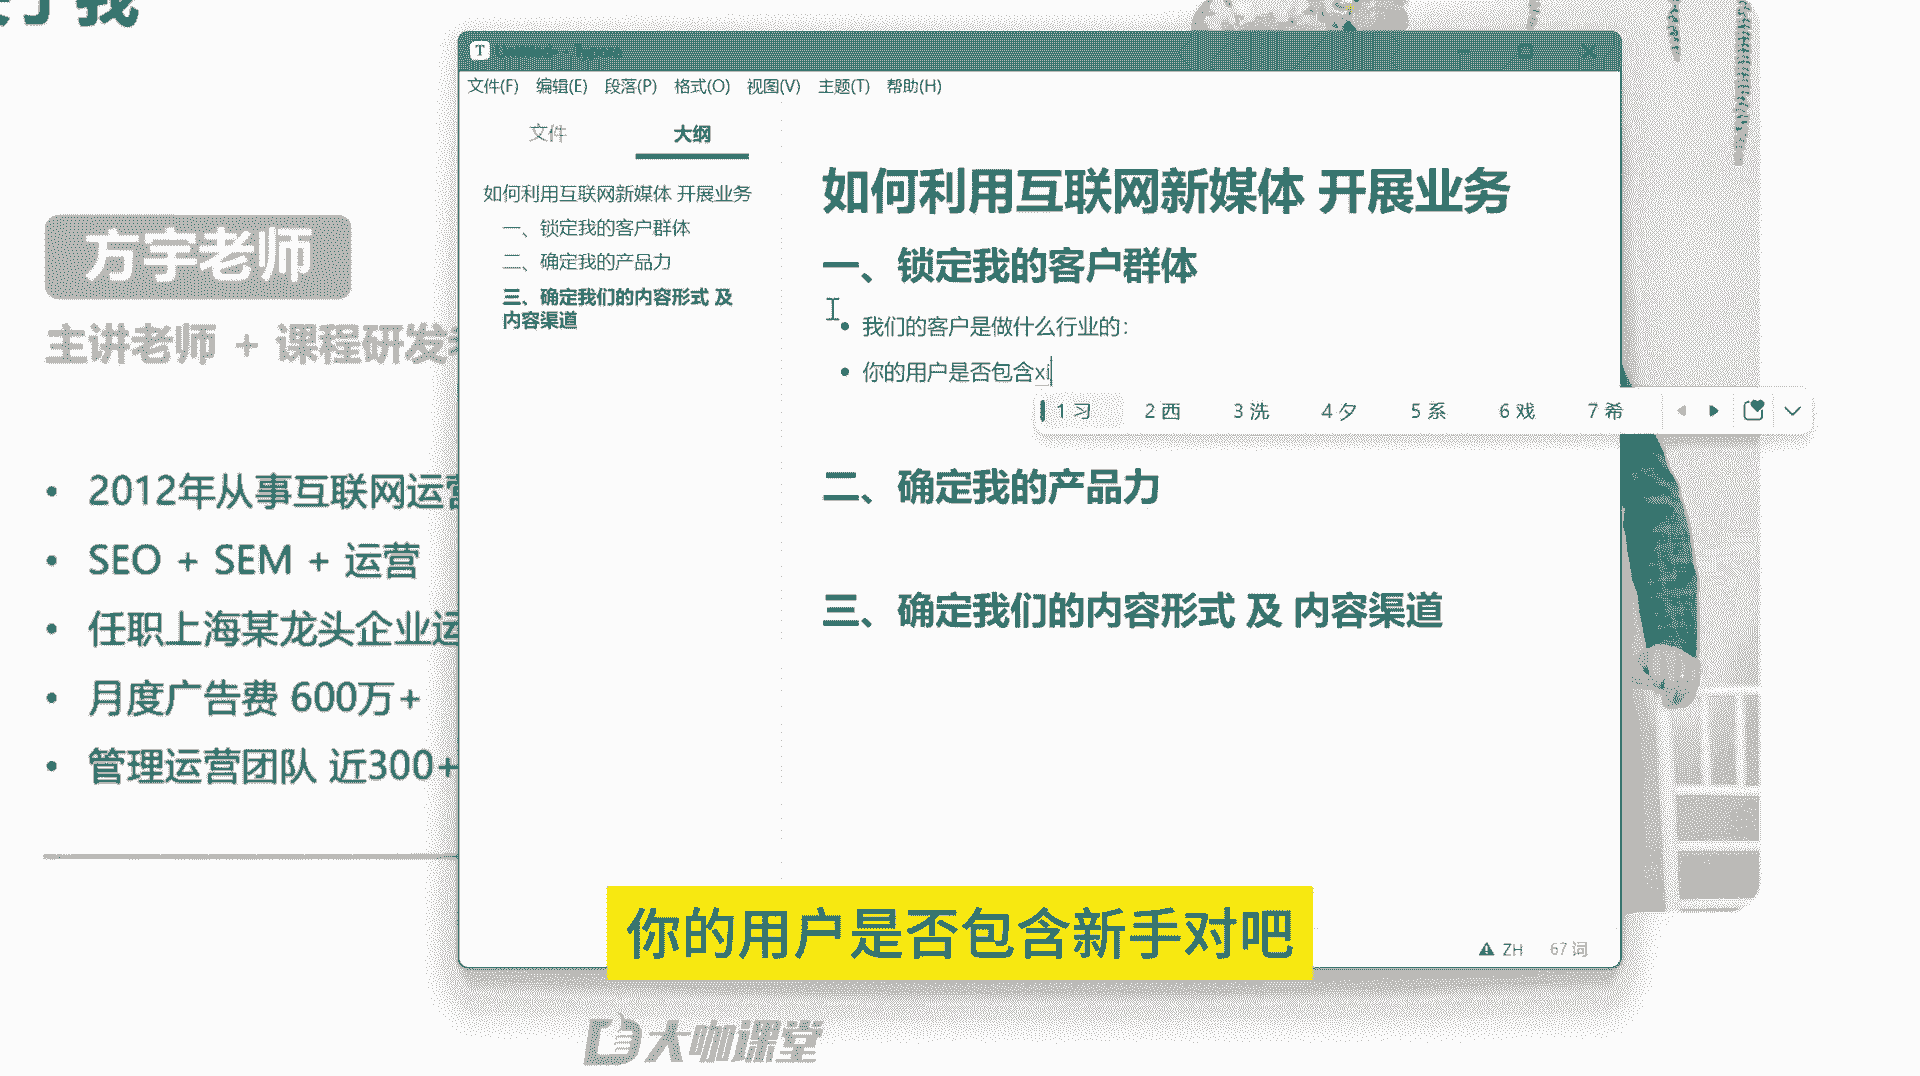 我
T
文件(F) 编辑(E) 段落(P) 格式(O) 视图(V) 主题(T) 帮助(H)
文件 大纲
如何利用互联网新媒体 开展业务
一、锁定我的客户群体
二、确定我的产品力
三、确定我们的内容形式 及
内容渠道
如何利用互联网新媒体 开展业务
一、锁定我的客户群体
• 我们的客户是做什么行业的：
• 你的用户是否包含xi
1 习 2 西 3 洗 4 夕 5 系 6 戏 7 希
二、确定我的产品力
三、确定我们的内容形式 及 内容渠道
ZH 67 词
方宇老师
主讲老师 + 课程研发
• 2012年从事互联网运营
• SEO + SEM + 运营
• 任职上海某龙头企业运
• 月度广告费 600万+
• 管理运营团队 近300+
你的用户是否包含新手对吧
大咖课堂